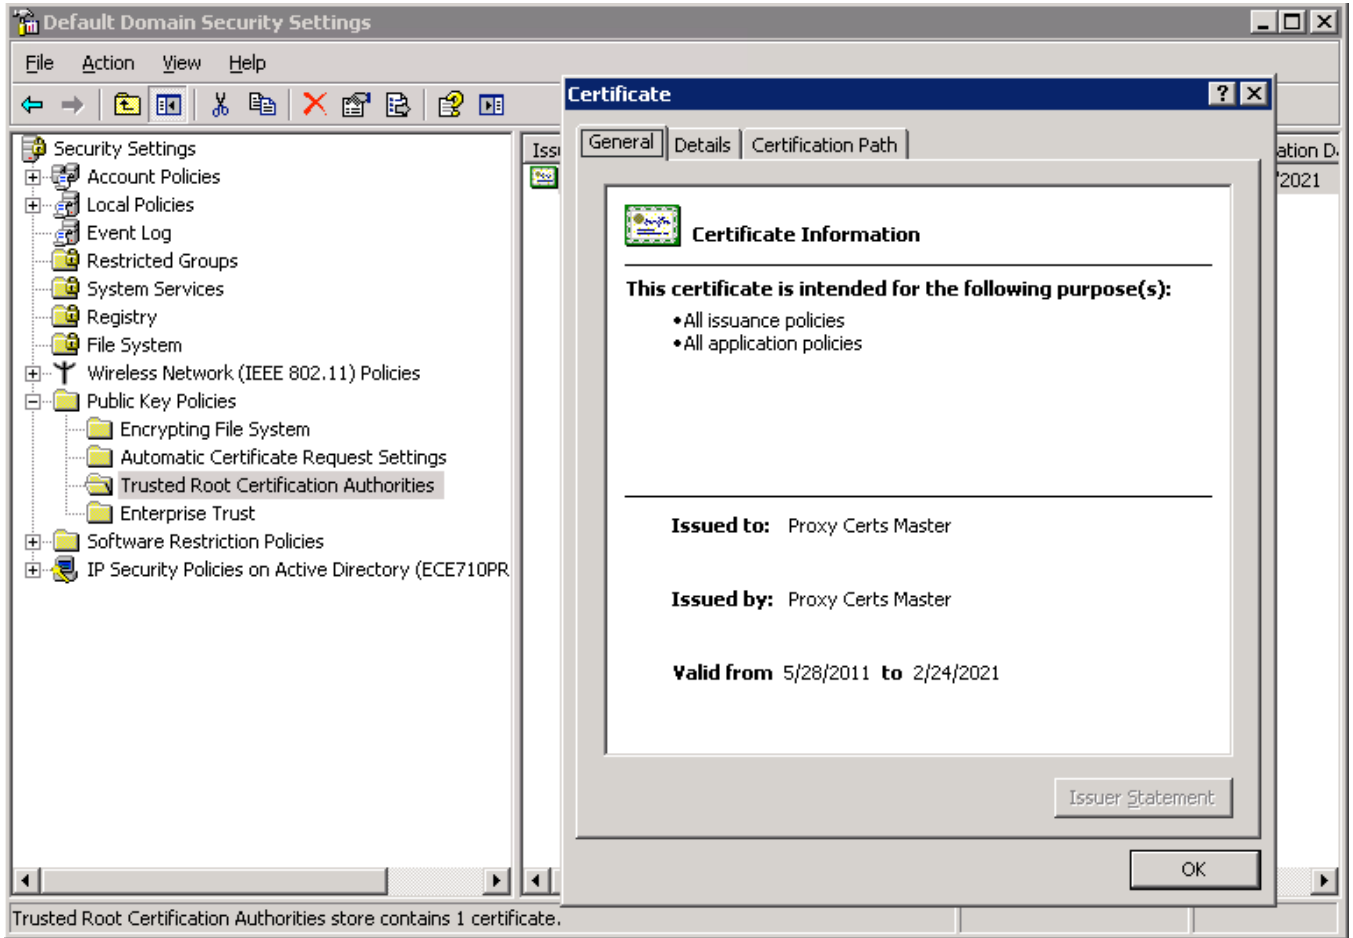 Default Domain Security Settings
File Action View Help
Security Settings
Account Policies
Local Policies
Event Log
Restricted Groups
System Services
Registry
File System
Wireless Network (IEEE 802.11) Policies
Public Key Policies
Encrypting File System
Automatic Certificate Request Settings
Trusted Root Certification Authorities
Enterprise Trust
Software Restriction Policies
IP Security Policies on Active Directory (ECE710PR
Iss
ation D
/2021
Certificate
General Details Certification Path
Certificate Information
This certificate is intended for the following purpose(s):
•All issuance policies
•All application policies
Issued to: Proxy Certs Master
Issued by: Proxy Certs Master
Valid from 5/28/2011 to 2/24/2021
Issuer Statement
OK
Trusted Root Certification Authorities store contains 1 certificate.